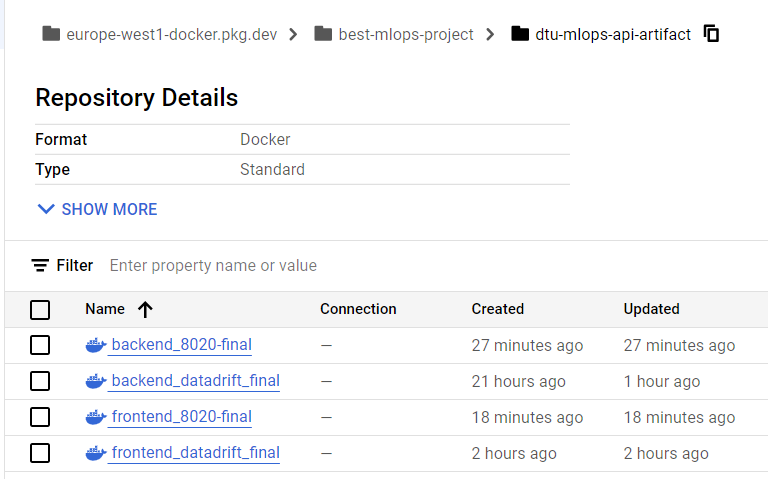 europe-west1-docker.pkg.dev > best-mlops-project > dtu-mlops-api-artifact
Repository Details
Format Docker
Type Standard
SHOW MORE
Filter Enter property name or value
Name ↑ Connection Created Updated
backend_8020-final — 27 minutes ago 27 minutes ago
backend_datadrift_final — 21 hours ago 1 hour ago
frontend_8020-final — 18 minutes ago 18 minutes ago
frontend_datadrift_final — 2 hours ago 2 hours ago